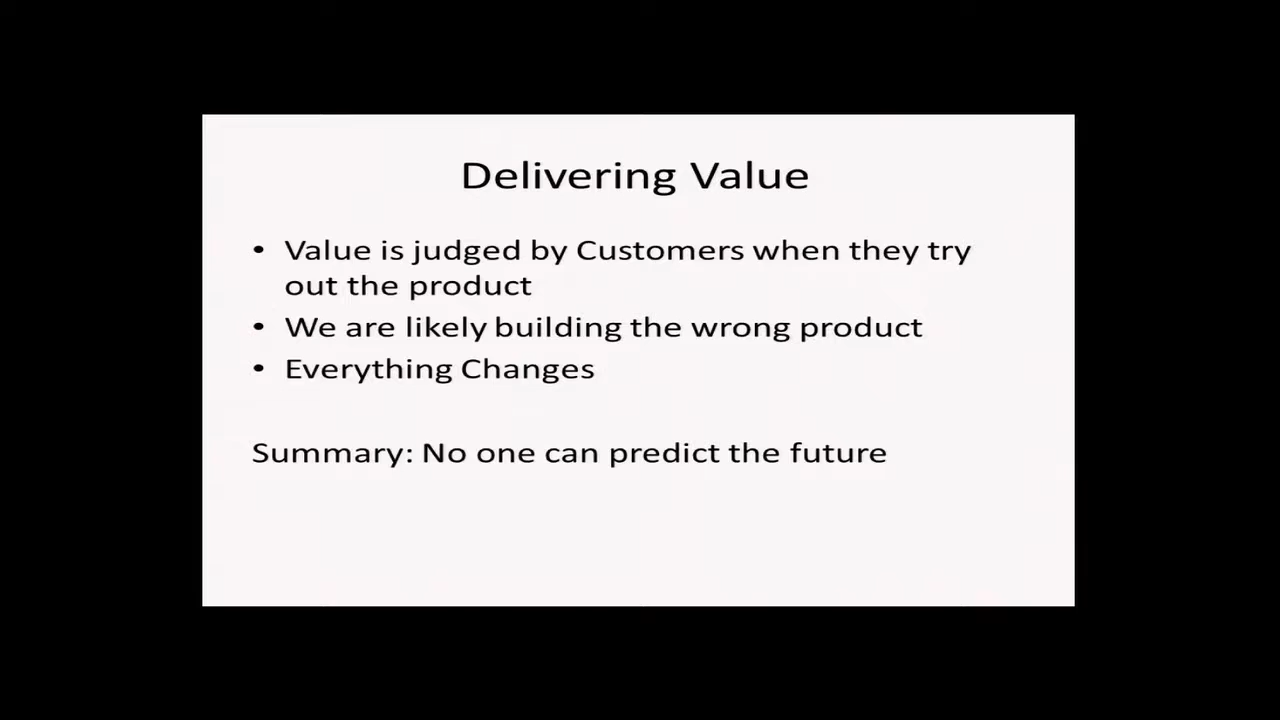 Delivering Value
• Value is judged by Customers when they try
out the product
• We are likely building the wrong product
• Everything Changes
Summary: No one can predict the future